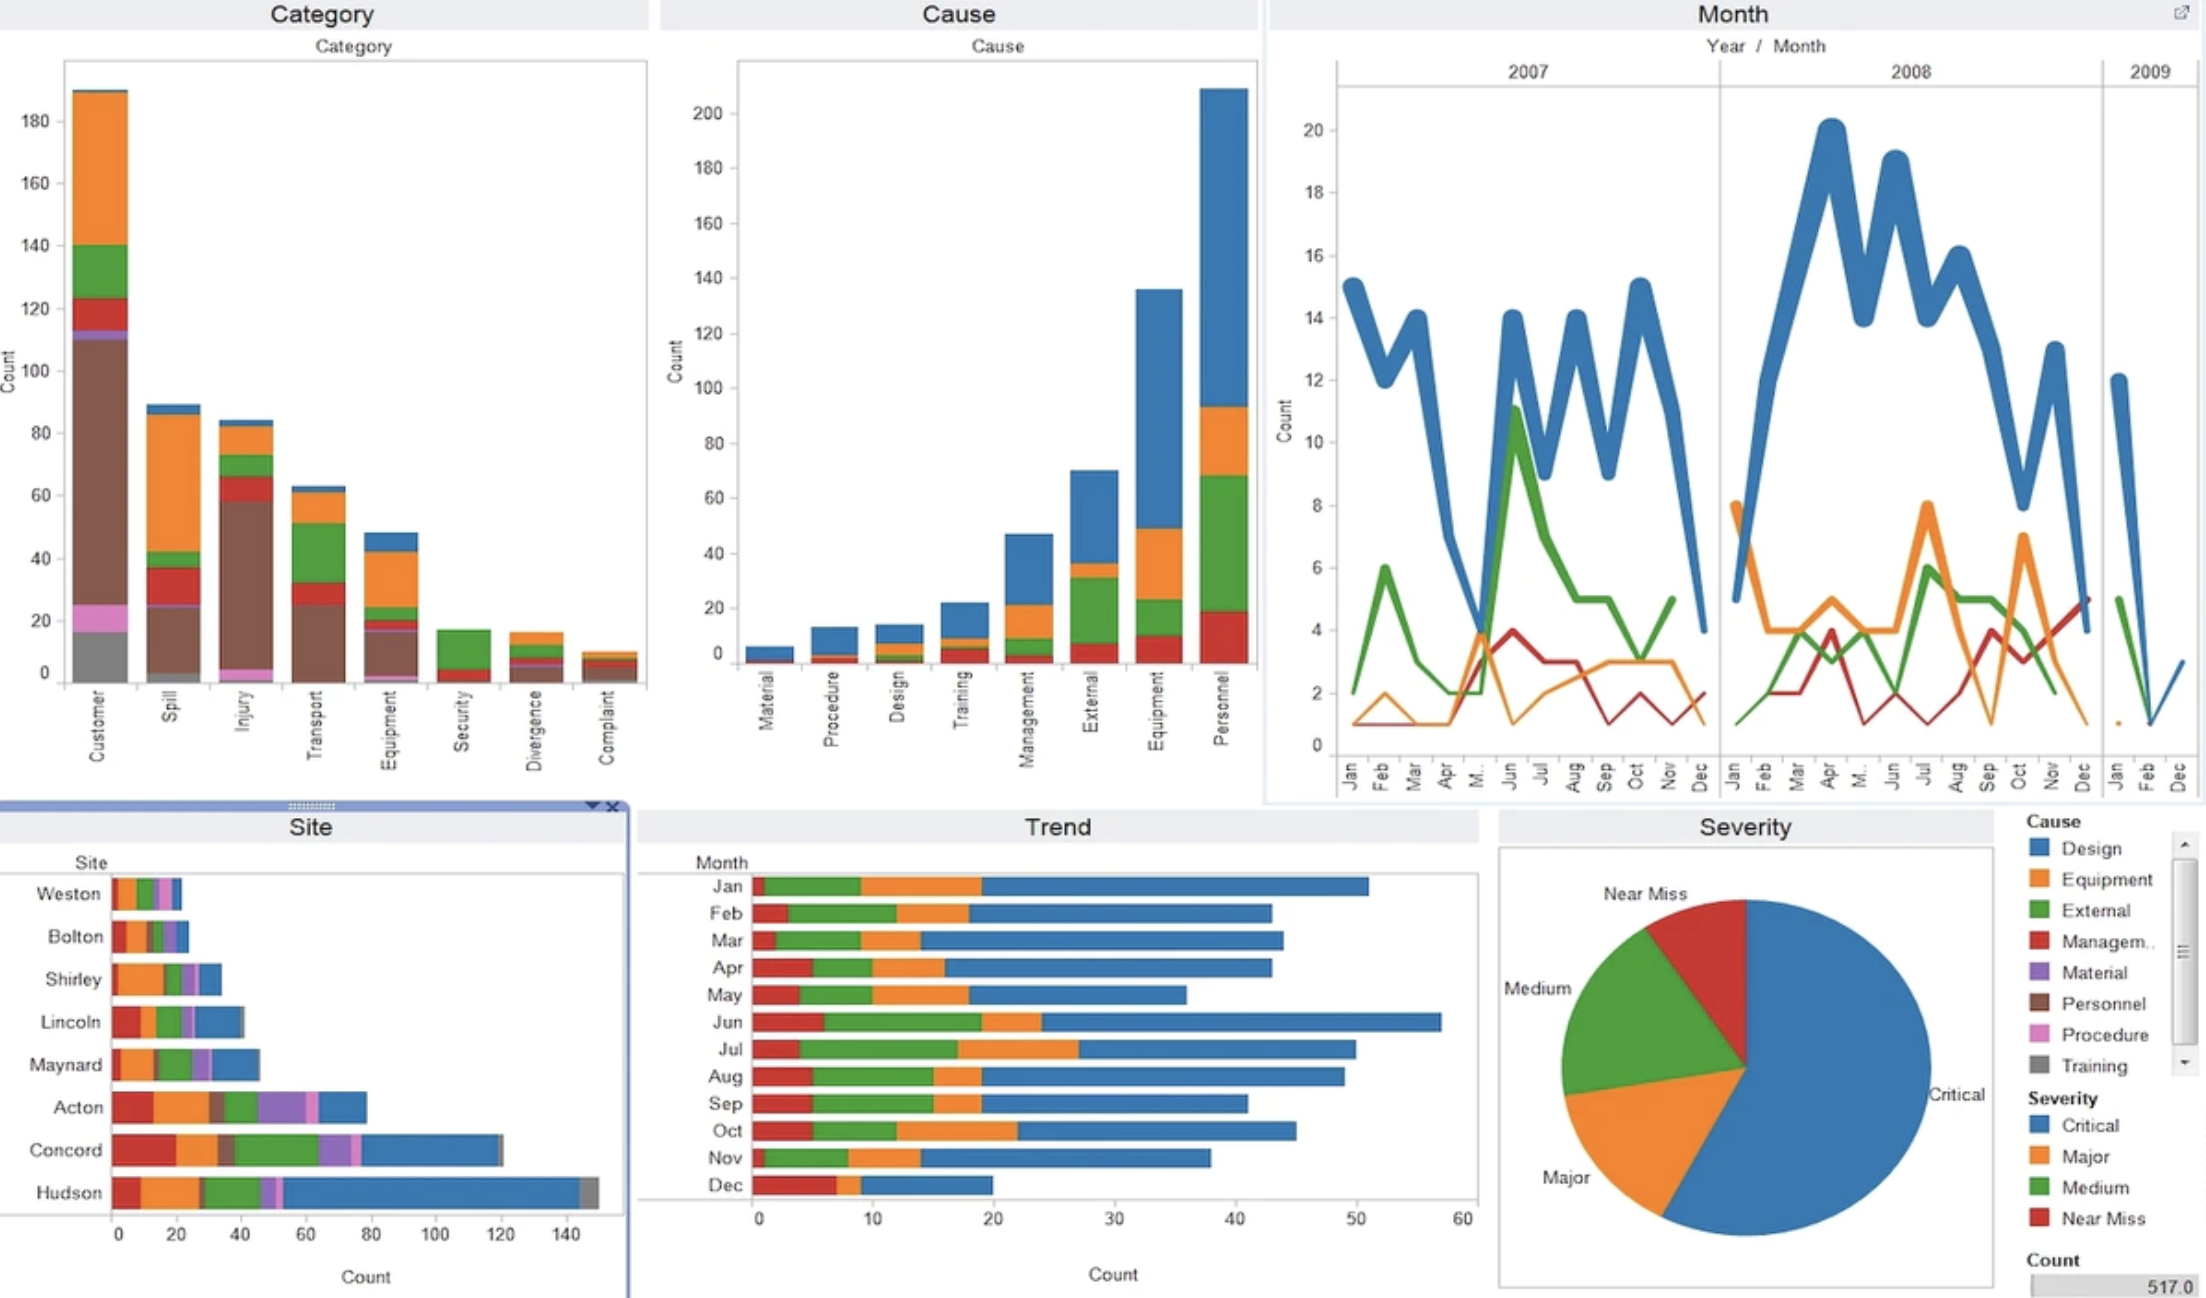 Category
Category
Count
180
160
140
120
100
80
60
40
20
0
Customer
Spill
Injury
Transport
Equipment
Security
Divergence
Complaint
Cause
Cause
Count
200
180
160
140
120
100
80
60
40
20
0
Material
Procedure
Design
Training
Management
External
Equipment
Personnel
Month
Year / Month
2007
2008
2009
Count
20
18
16
14
12
10
8
6
4
2
0
Jan
Feb
Mar
Apr
M..
Jun
Jul
Aug
Sep
Oct
Nov
Dec
Jan
Feb
Mar
Apr
M..
Jun
Jul
Aug
Sep
Oct
Nov
Dec
Jan
Feb
Dec
Site
Site
Weston
Bolton
Shirley
Lincoln
Maynard
Acton
Concord
Hudson
0 20 40 60 80 100 120 140
Count
Trend
Month
Jan
Feb
Mar
Apr
May
Jun
Jul
Aug
Sep
Oct
Nov
Dec
0 10 20 30 40 50 60
Count
Severity
Near Miss
Medium
Critical
Major
Cause
Design
Equipment
External
Managem..
Material
Personnel
Procedure
Training
Severity
Critical
Major
Medium
Near Miss
Count
517.0